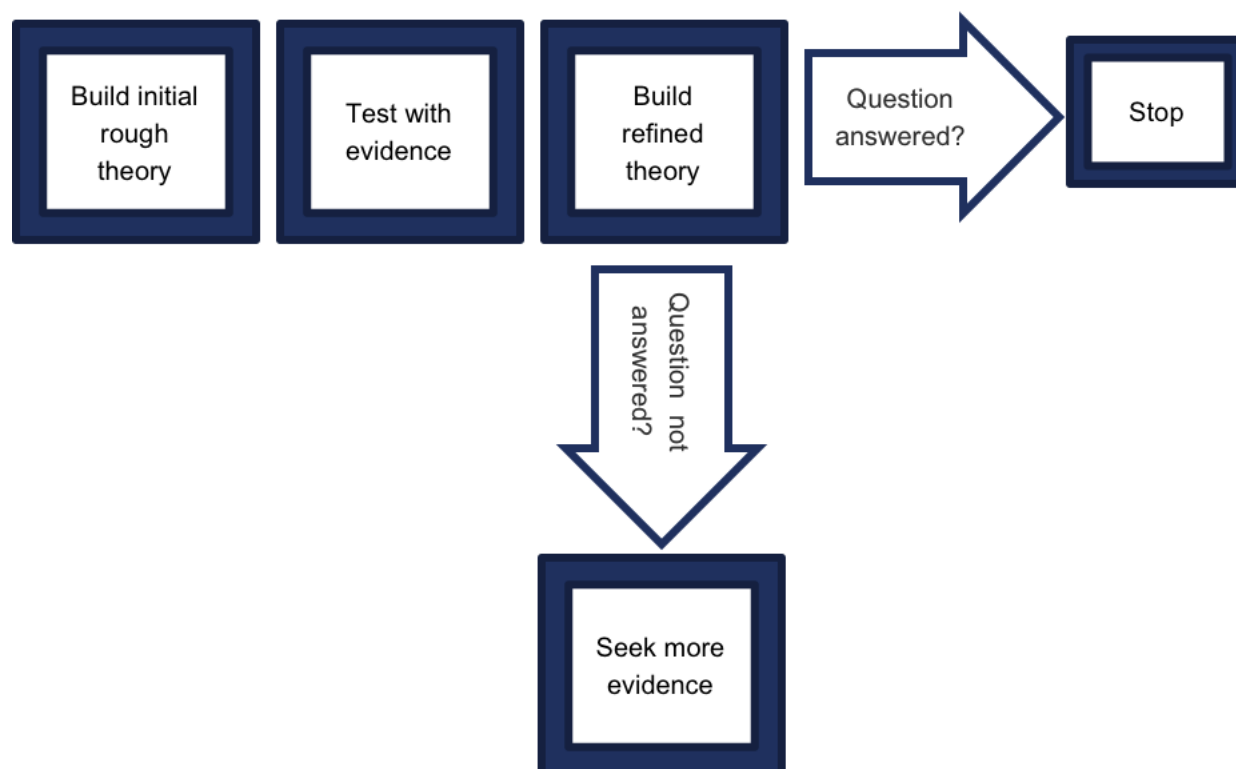 Build initial
rough
theory
Test with
evidence
Build
refined
theory
Question
answered?
Stop
Question not
answered?
Seek more
evidence